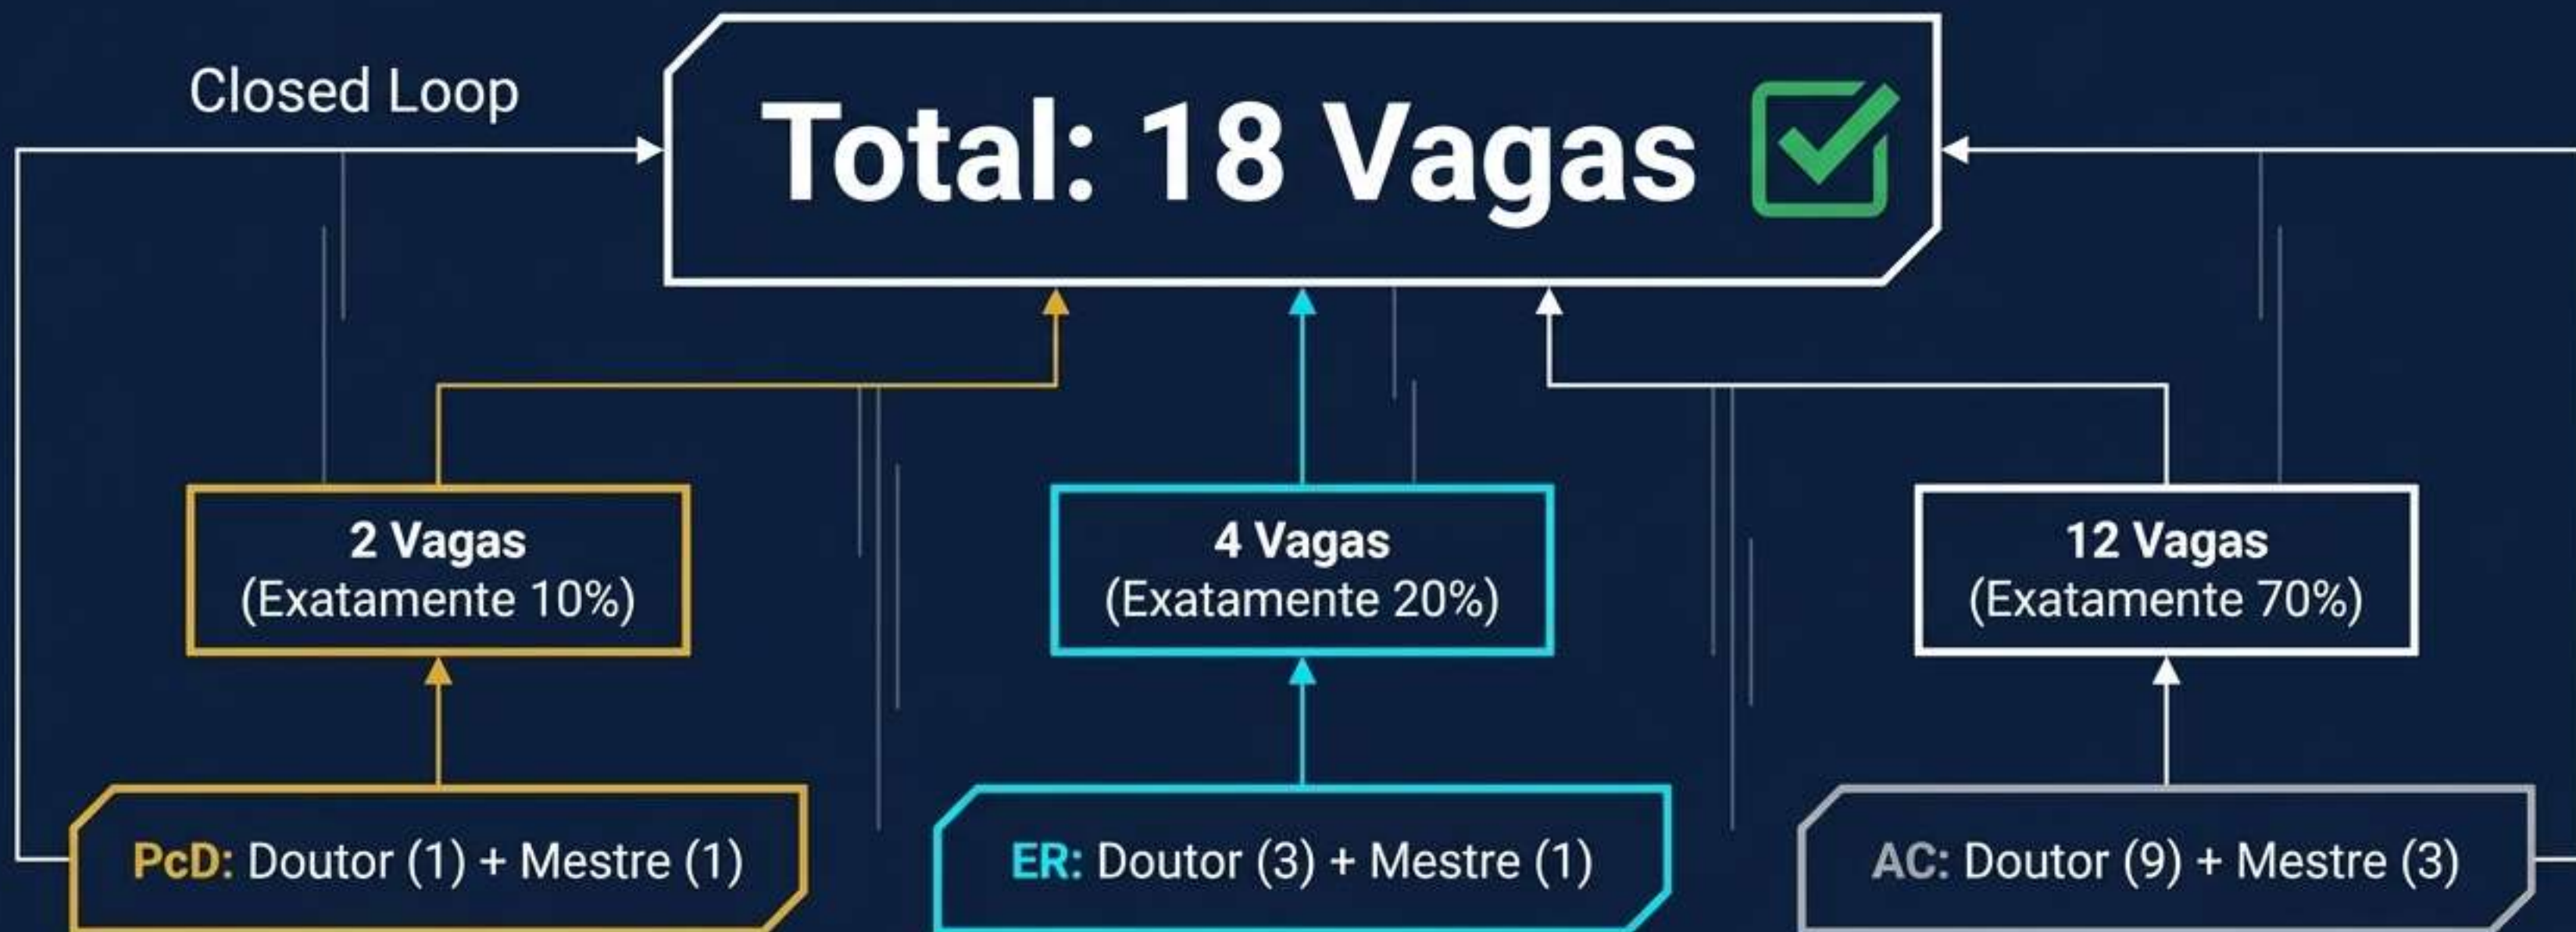 Closed Loop
Total: 18 Vagas
2 Vagas
(Exatamente 10%)
4 Vagas
(Exatamente 20%)
12 Vagas
(Exatamente 70%)
PcD: Doutor (1) + Mestre (1)
ER: Doutor (3) + Mestre (1)
AC: Doutor (9) + Mestre (3)